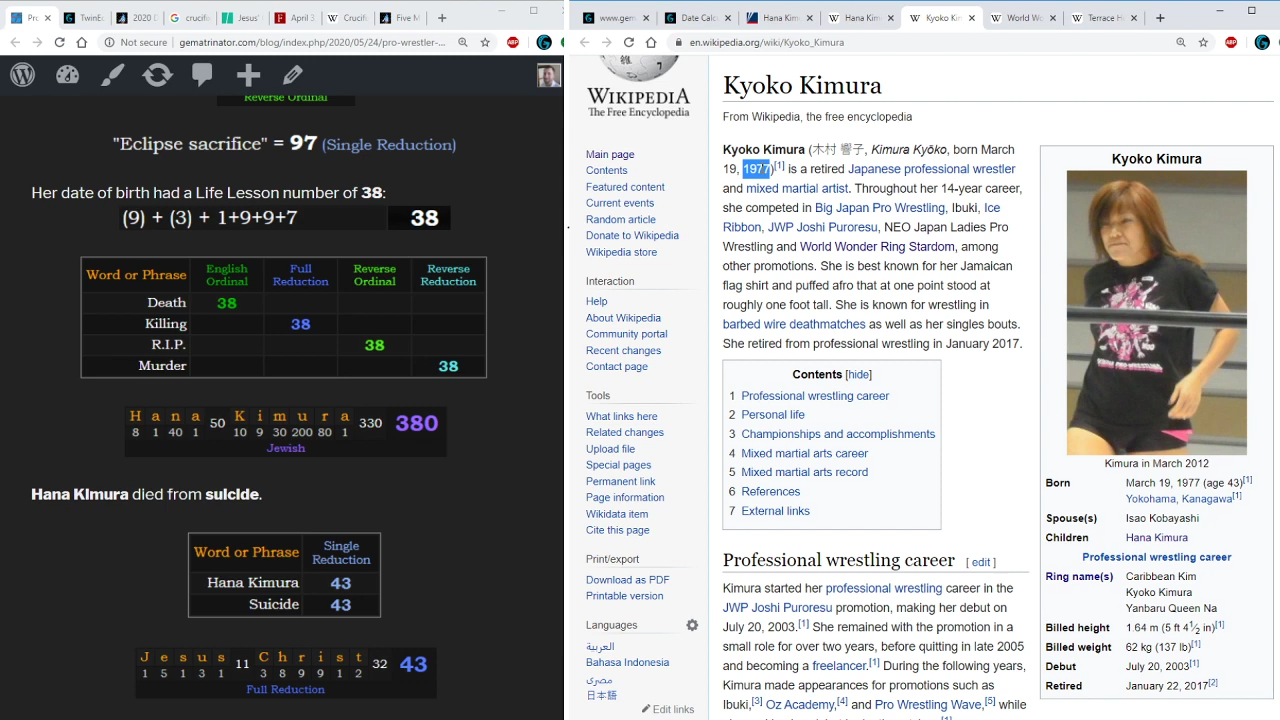 Pro
TwinE
2020 D
crucife
Jesus'
April 3
Crucifi
Five M
Not secure
gematrinator.com/blog/index.php/2020/05/24/pro-wrestler-...
ABP
Reverse Ordinal
"Eclipse sacrifice" = 97 (Single Reduction)
Her date of birth had a Life Lesson number of 38:
(9) + (3) + 1+9+9+7 38
Word or Phrase English Ordinal Full Reduction Reverse Ordinal Reverse Reduction
Death 38
Killing 38
R.I.P. 38
Murder 38
H a n a 50 K i m u r a 330 380
8 1 40 1 10 9 30 200 80 1
Jewish
Hana Kimura died from suicide.
Word or Phrase Single Reduction
Hana Kimura 43
Suicide 43
J e s u s 11 C h r i s t 32 43
1 5 1 3 1 3 8 9 9 1 2
Full Reduction
www.gem
Date Calc
Hana Kim
Hana Kim
Kyoko Ki
World Wo
Terrace H
en.wikipedia.org/wiki/Kyoko_Kimura
ABP
WIKIPEDIA
The Free Encyclopedia
Main page
Contents
Featured content
Current events
Random article
Donate to Wikipedia
Wikipedia store
Interaction
Help
About Wikipedia
Community portal
Recent changes
Contact page
Tools
What links here
Related changes
Upload file
Special pages
Permanent link
Page information
Wikidata item
Cite this page
Print/export
Download as PDF
Printable version
Languages
العربية
Bahasa Indonesia
مصرى
日本語
Edit links
Kyoko Kimura
From Wikipedia, the free encyclopedia
Kyoko Kimura (木村 響子, Kimura Kyōko, born March
19, 1977)[1] is a retired Japanese professional wrestler
and mixed martial artist. Throughout her 14-year career,
she competed in Big Japan Pro Wrestling, Ibuki, Ice
Ribbon, JWP Joshi Puroresu, NEO Japan Ladies Pro
Wrestling and World Wonder Ring Stardom, among
other promotions. She is best known for her Jamaican
flag shirt and puffed afro that at one point stood at
roughly one foot tall. She is known for wrestling in
barbed wire deathmatches as well as her singles bouts.
She retired from professional wrestling in January 2017.
Contents [hide]
1 Professional wrestling career
2 Personal life
3 Championships and accomplishments
4 Mixed martial arts career
5 Mixed martial arts record
6 References
7 External links
Professional wrestling career [ edit ]
Kimura started her professional wrestling career in the
JWP Joshi Puroresu promotion, making her debut on
July 20, 2003.[1] She remained with the promotion in a
small role for over two years, before quitting in late 2005
and becoming a freelancer.[1] During the following years,
Kimura made appearances for promotions such as
Ibuki,[3] Oz Academy,[4] and Pro Wrestling Wave,[5] while
Kyoko Kimura
Kimura in March 2012
Born March 19, 1977 (age 43)[1]
Yokohama, Kanagawa[1]
Spouse(s) Isao Kobayashi
Children Hana Kimura
Professional wrestling career
Ring name(s) Caribbean Kim
Kyoko Kimura
Yanbaru Queen Na
Billed height 1.64 m (5 ft 4 1⁄2 in)[1]
Billed weight 62 kg (137 lb)[1]
Debut July 20, 2003[1]
Retired January 22, 2017[2]